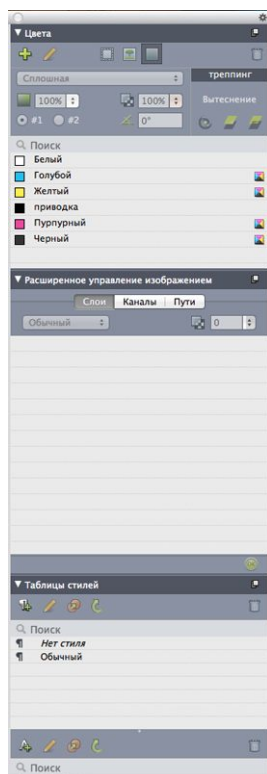 Цвета
Сплошная
треппинг
100%
100%
Вытеснение
#1
#2
0°
Поиск
Белый
Голубой
Желтый
приводка
Пурпурный
Черный
Расширенное управление изображением
Слои Каналы Пути
Обычный
0
Таблицы стилей
Поиск
Нет стиля
Обычный
Поиск